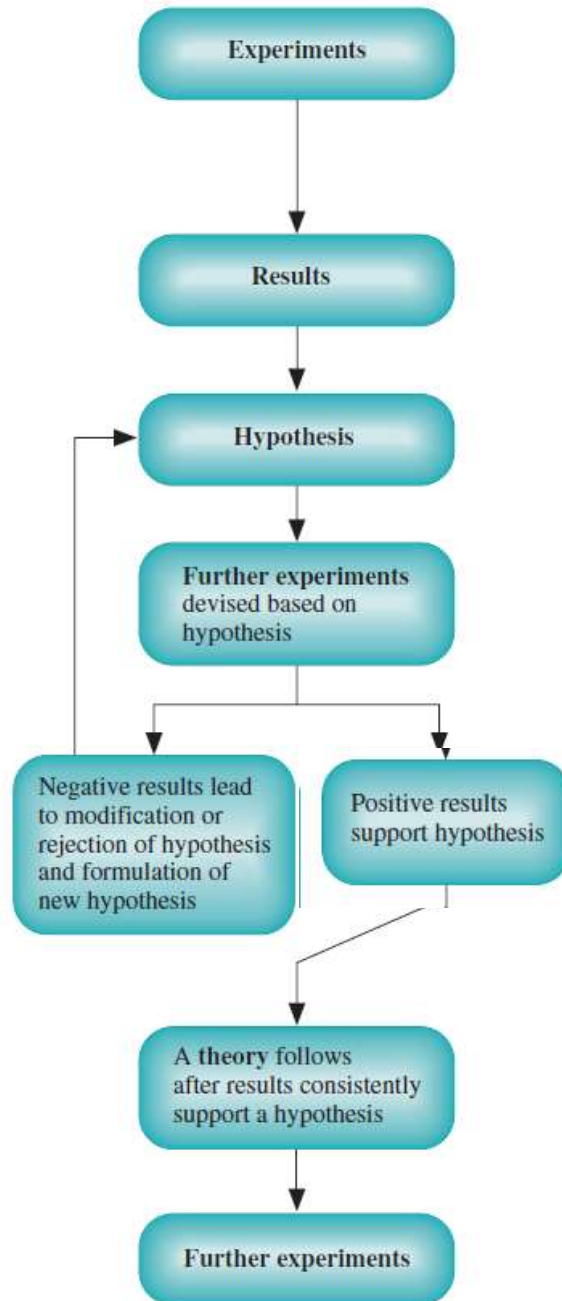 Experiments
Results
Hypothesis
Further experiments
devised based on
hypothesis
Negative results lead
to modification or
rejection of hypothesis
and formulation of
new hypothesis
Positive results
support hypothesis
A theory follows
after results consistently
support a hypothesis
Further experiments